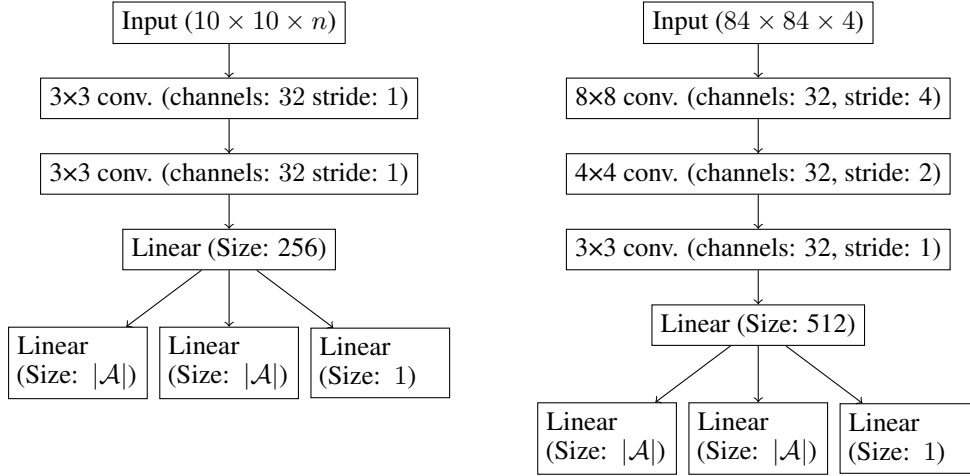 Input (10 × 10 × n)
3×3 conv. (channels: 32 stride: 1)
3×3 conv. (channels: 32 stride: 1)
Linear (Size: 256)
Linear
(Size: |𝒜|)
Linear
(Size: |𝒜|)
Linear
(Size: 1)
Input (84 × 84 × 4)
8×8 conv. (channels: 32, stride: 4)
4×4 conv. (channels: 32, stride: 2)
3×3 conv. (channels: 32, stride: 1)
Linear (Size: 512)
Linear
(Size: |𝒜|)
Linear
(Size: |𝒜|)
Linear
(Size: 1)